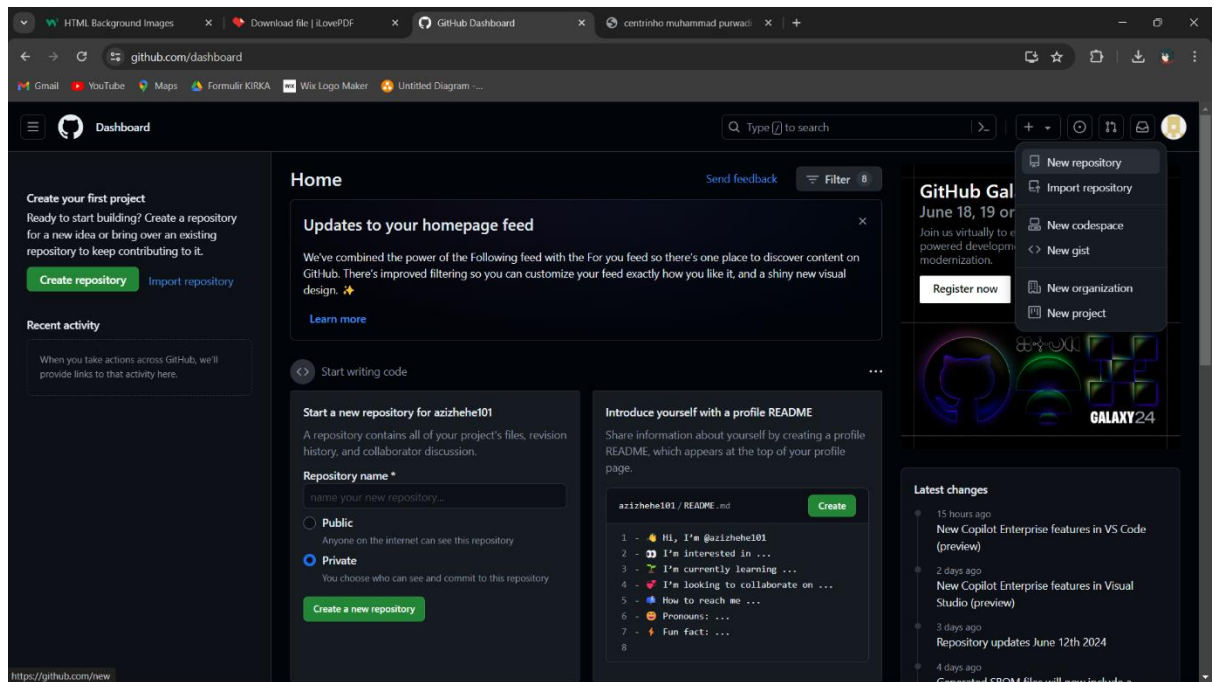 HTML Background Images
Download file | iLovePDF
GitHub Dashboard
centrinho muhammad purwadi
github.com/dashboard
Gmail
YouTube
Maps
Formulir KIRKA
WIX Wix Logo Maker
Untitled Diagram -...
Dashboard
Type / to search
Create your first project
Ready to start building? Create a repository
for a new idea or bring over an existing
repository to keep contributing to it.
Create repository
Import repository
Recent activity
When you take actions across GitHub, we'll
provide links to that activity here.
Home
Send feedback
Filter 8
Updates to your homepage feed
We've combined the power of the Following feed with the For you feed so there's one place to discover content on
GitHub. There's improved filtering so you can customize your feed exactly how you like it, and a shiny new visual
design. ✨
Learn more
Start writing code
Start a new repository for azizhehe101
A repository contains all of your project's files, revision
history, and collaborator discussion.
Repository name *
name your new repository...
Public
Anyone on the internet can see this repository
Private
You choose who can see and commit to this repository
Create a new repository
Introduce yourself with a profile README
Share information about yourself by creating a profile
README, which appears at the top of your profile
page.
azizhehe101 / README.md
Create
1 - 👋 Hi, I'm @azizhehe101
2 - 👀 I'm interested in ...
3 - 🌱 I'm currently learning ...
4 - 💞️ I'm looking to collaborate on ...
5 - 📫 How to reach me ...
6 - 😄 Pronouns: ...
7 - ⚡ Fun fact: ...
8
New repository
Import repository
New codespace
New gist
New organization
New project
GitHub Gal
June 18, 19 or
Join us virtually to e
powered developm
modernization.
Register now
GALAXY24
Latest changes
15 hours ago
New Copilot Enterprise features in VS Code
(preview)
2 days ago
New Copilot Enterprise features in Visual
Studio (preview)
3 days ago
Repository updates June 12th 2024
4 days ago
Generated SBOM files will now include a
https://github.com/new